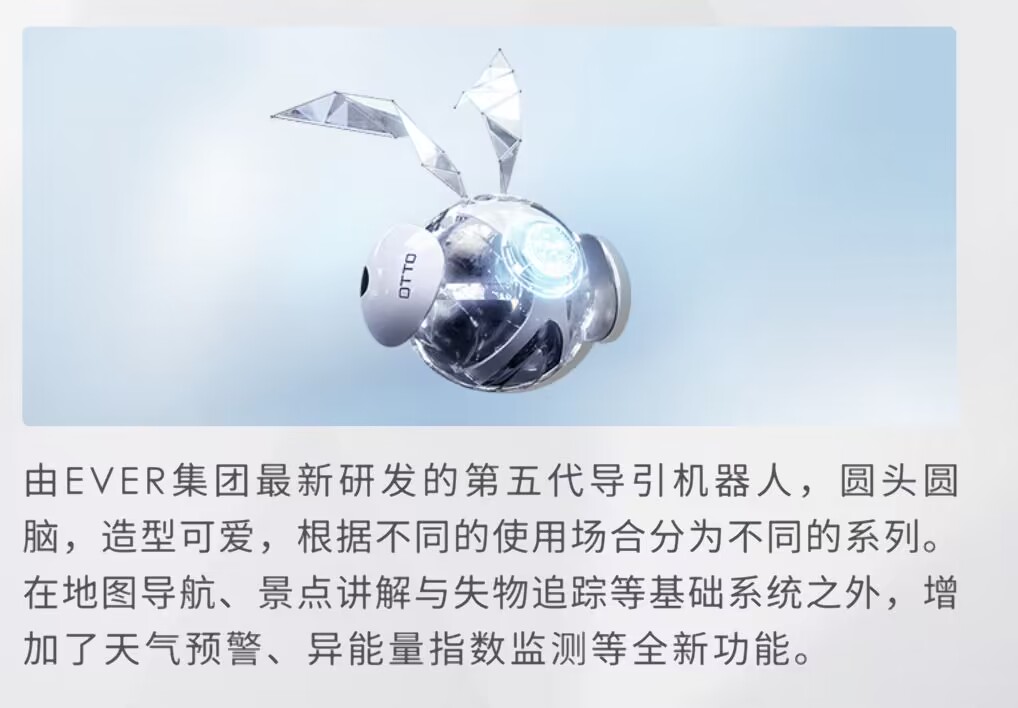 OTTO
由EVER集团最新研发的第五代导引机器人，圆头圆
脑，造型可爱，根据不同的使用场合分为不同的系列。
在地图导航、景点讲解与失物追踪等基础系统之外，增
加了天气预警、异能量指数监测等全新功能。